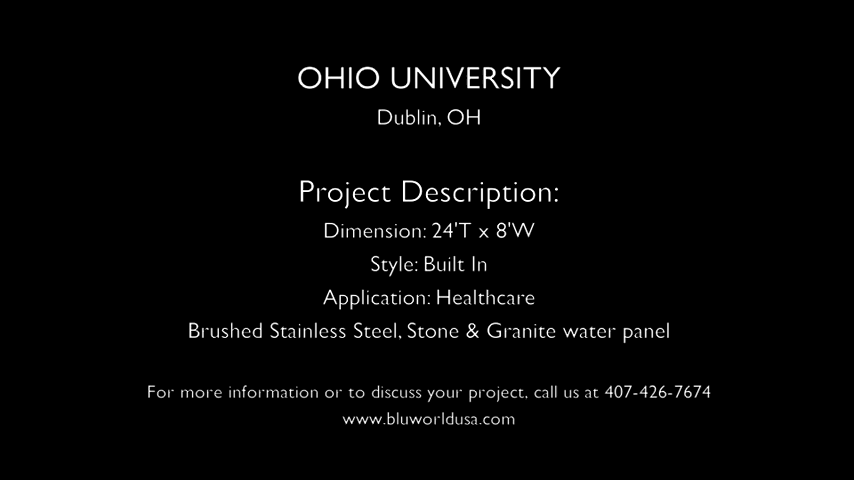 OHIO UNIVERSITY
Dublin, OH
Project Description:
Dimension: 24'T x 8'W
Style: Built In
Application: Healthcare
Brushed Stainless Steel, Stone & Granite water panel
For more information or to discuss your project, call us at 407-426-7674
www.bluworldusa.com